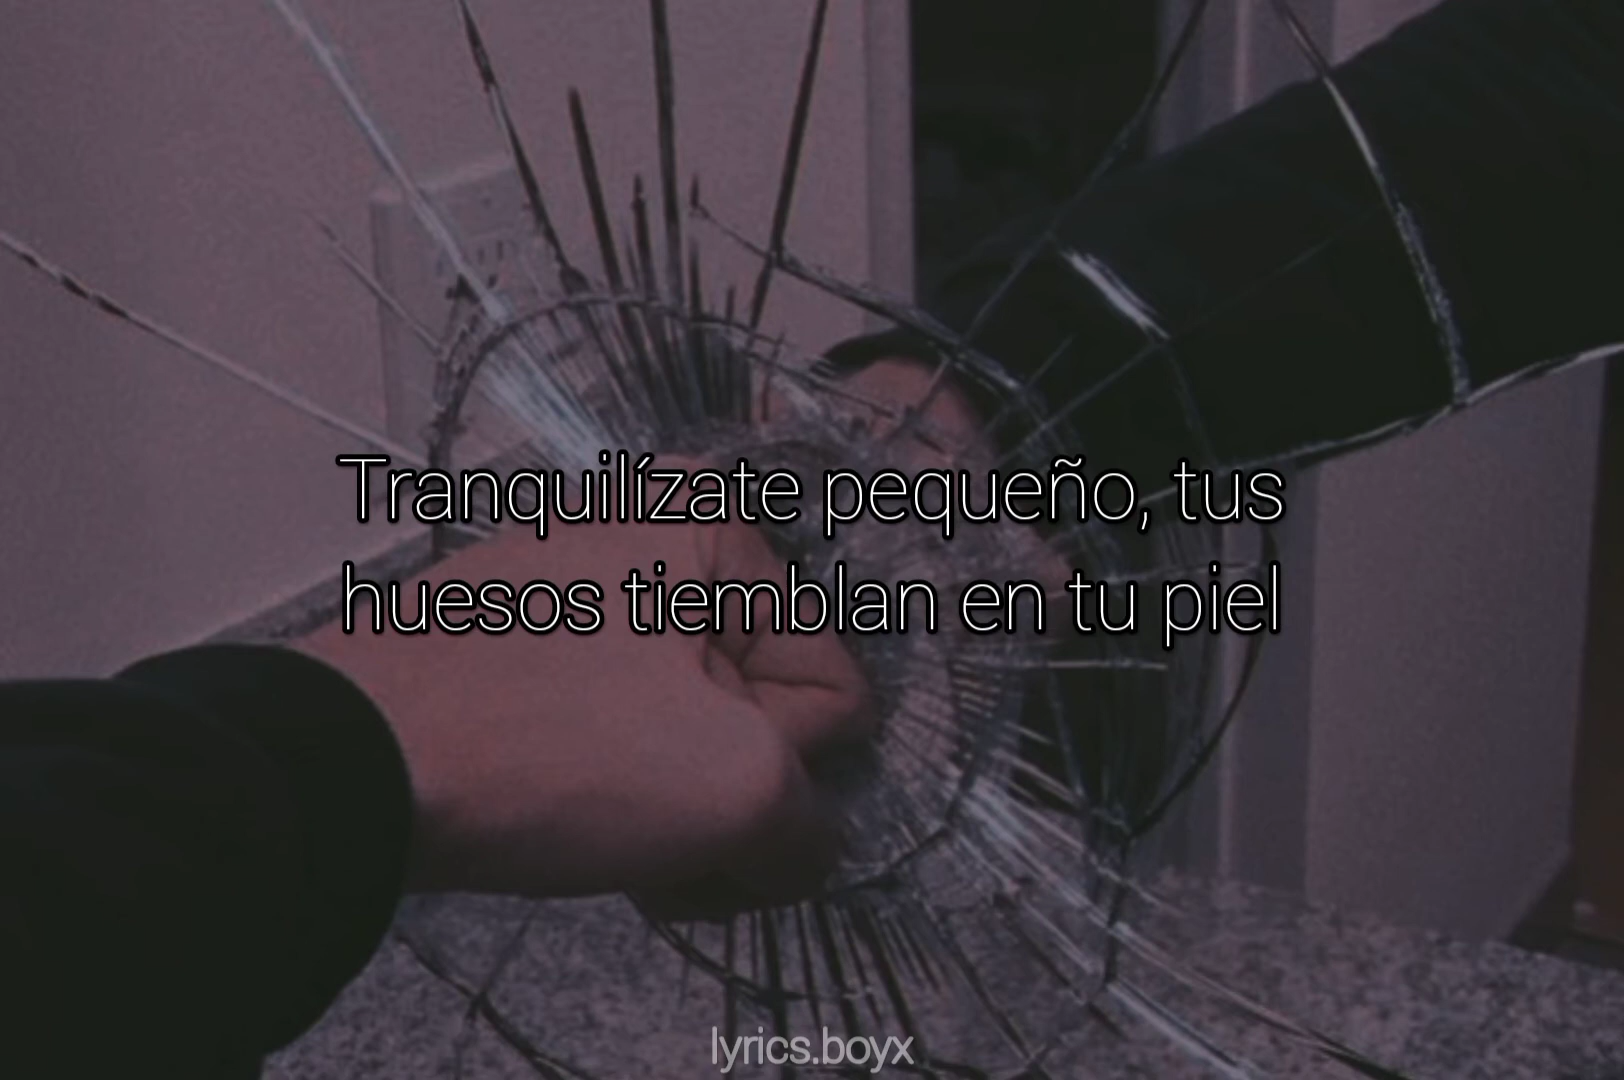 Tranquilízate pequeño, tus
huesos tiemblan en tu piel
lyrics.boyx